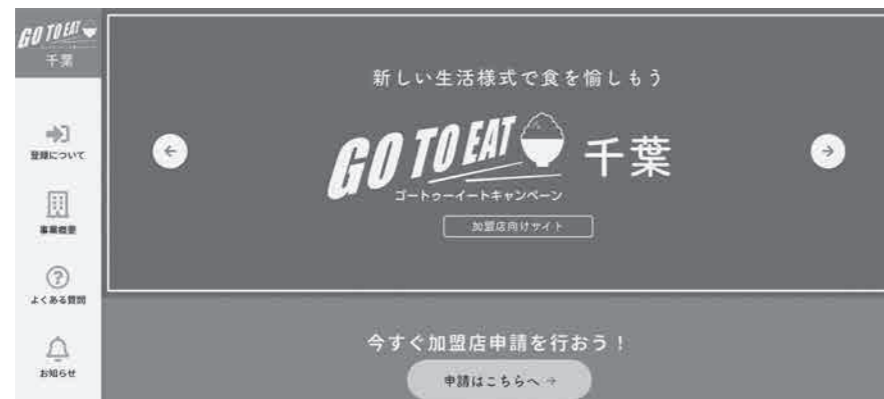 GO TO EAT
千葉
登録について
事業概要
よくある質問
お知らせ
新しい生活様式で食を愉しもう
GO TO EAT 千葉
ゴートゥーイートキャンペーン
加盟店向けサイト
今すぐ加盟店申請を行おう！
申請はこちらへ→